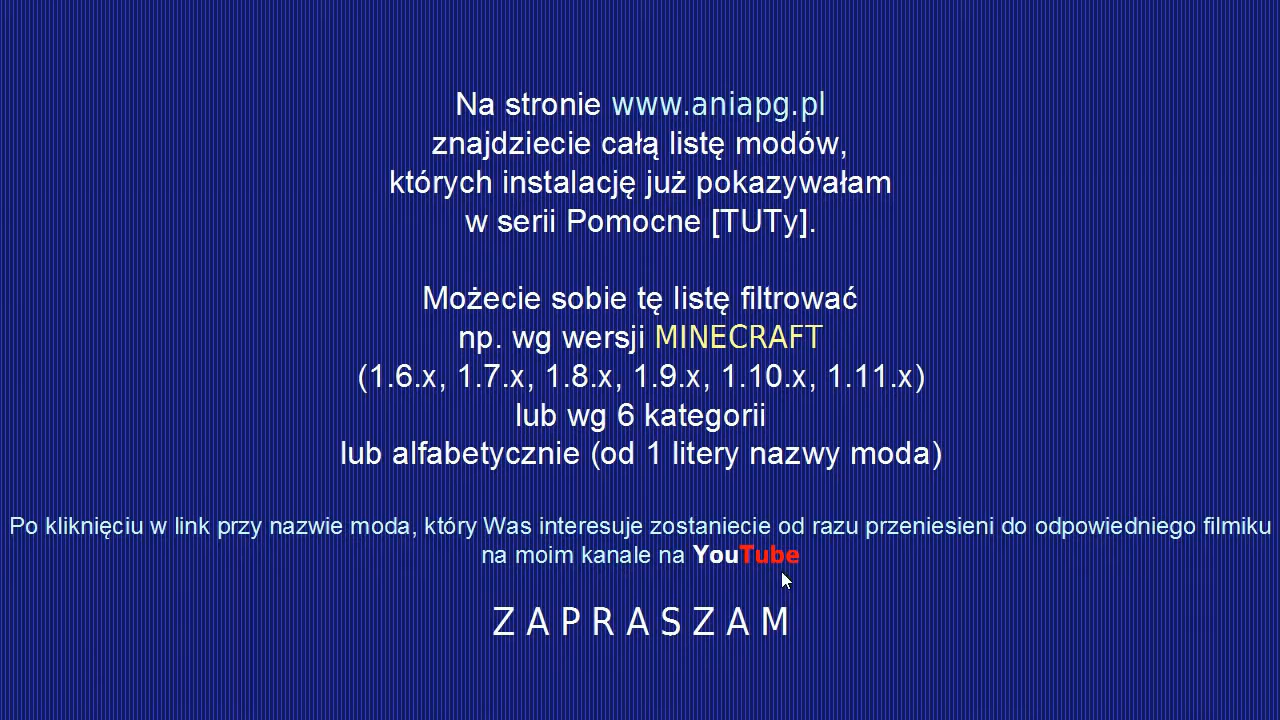 Na stronie www.aniapg.pl
znajdziecie całą listę modów,
których instalację już pokazywałam
w serii Pomocne [TUTy].
Możecie sobie tę listę filtrować
np. wg wersji MINECRAFT
(1.6.x, 1.7.x, 1.8.x, 1.9.x, 1.10.x, 1.11.x)
lub wg 6 kategorii
lub alfabetycznie (od 1 litery nazwy moda)
Po kliknięciu w link przy nazwie moda, który Was interesuje zostaniecie od razu przeniesieni do odpowiedniego filmiku
na moim kanale na YouTube
Z A P R A S Z A M